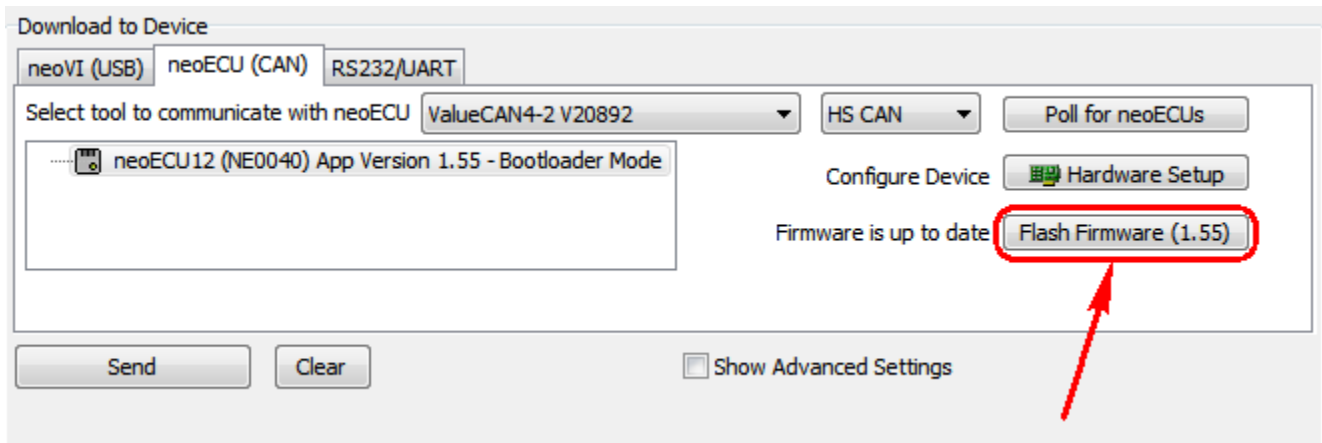 Download to Device
neoVI (USB) neoECU (CAN) RS232/UART
Select tool to communicate with neoECU ValueCAN4-2 V20892 HS CAN Poll for neoECUs
neoECU12 (NE0040) App Version 1.55 - Bootloader Mode
Configure Device Hardware Setup
Firmware is up to date Flash Firmware (1.55)
Send Clear Show Advanced Settings